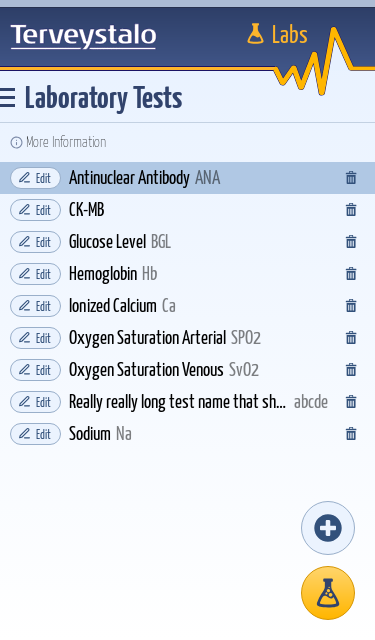 Terveystalo
Labs
Laboratory Tests
More Information
Edit Antinuclear Antibody ANA
Edit CK-MB
Edit Glucose Level BGL
Edit Hemoglobin Hb
Edit Ionized Calcium Ca
Edit Oxygen Saturation Arterial SPO2
Edit Oxygen Saturation Venous SvO2
Edit Really really long test name that sh... abcde
Edit Sodium Na